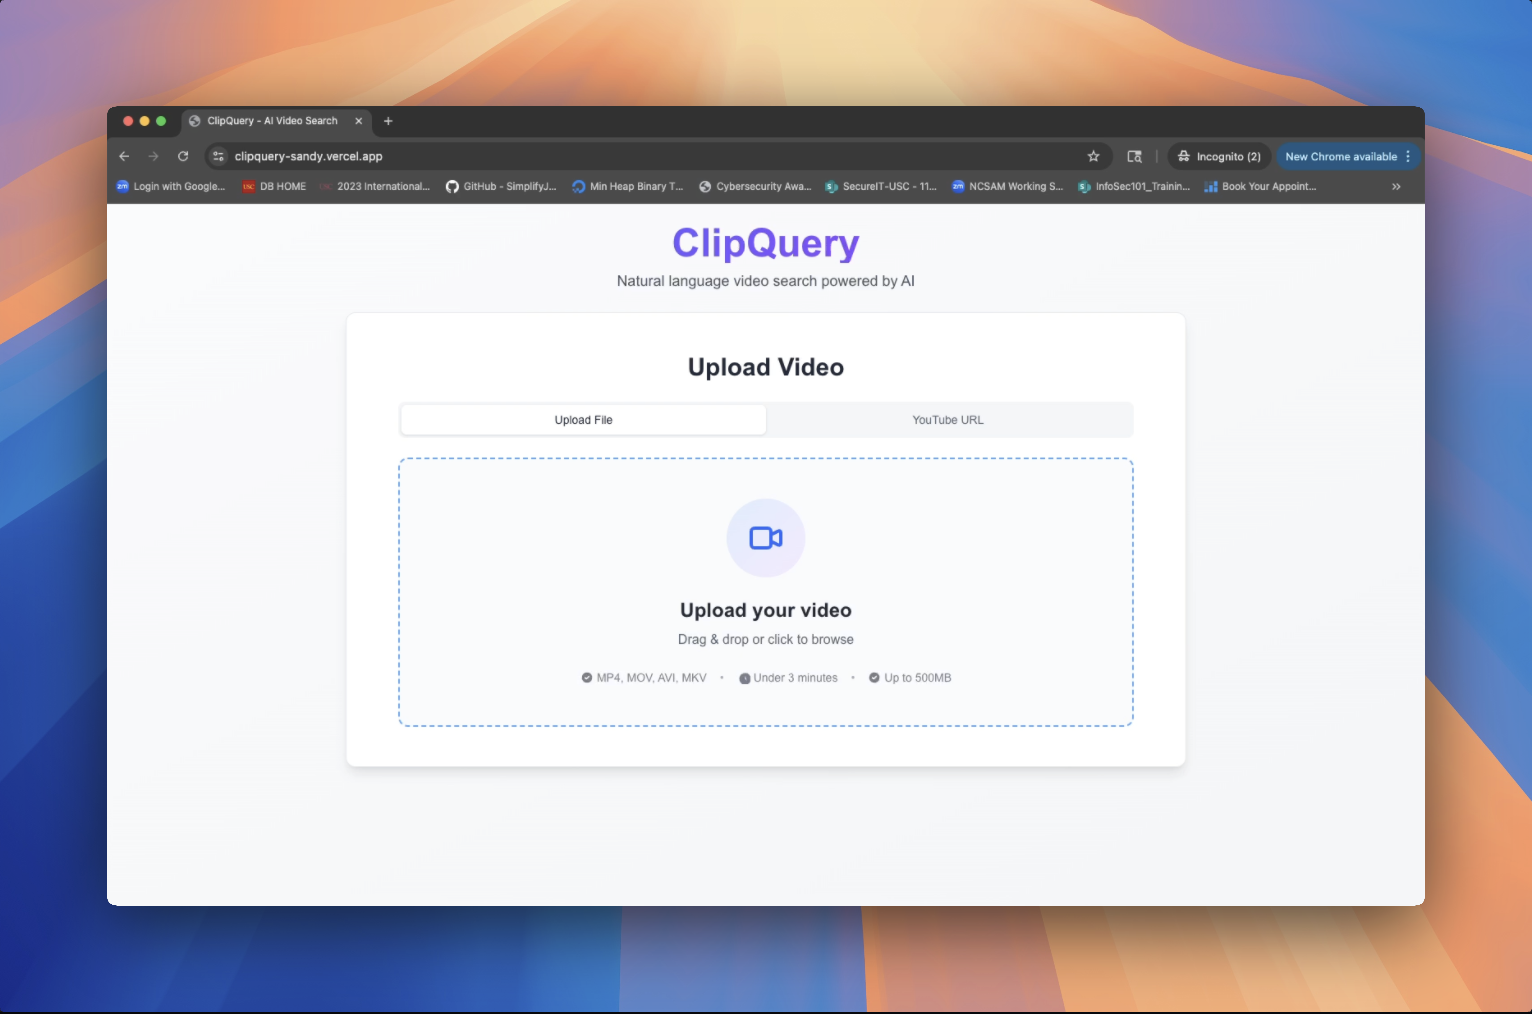 ClipQuery - AI Video Search
clipquery-sandy.vercel.app
Incognito (2)
New Chrome available
Login with Google...
DB HOME
2023 International...
GitHub - SimplifyJ...
Min Heap Binary T...
Cybersecurity Awa...
SecureIT-USC - 11...
NCSAM Working S...
InfoSec101_Trainin...
Book Your Appoint...
ClipQuery
Natural language video search powered by AI
Upload Video
Upload File
YouTube URL
Upload your video
Drag & drop or click to browse
MP4, MOV, AVI, MKV • Under 3 minutes • Up to 500MB